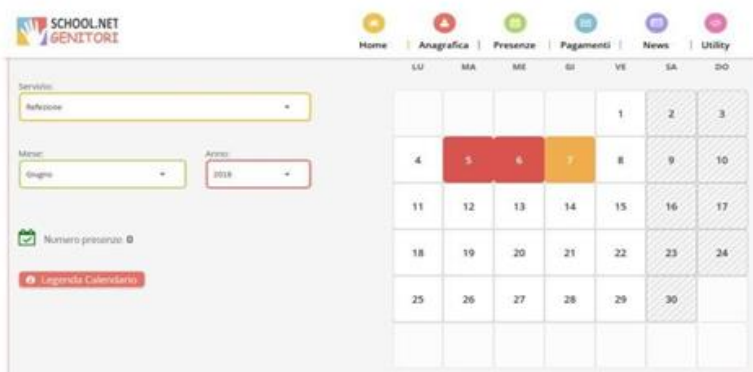 SCHOOL.NET
GENITORI
Home | Anagrafica | Presenze | Pagamenti | News | Utility
Servizio:
Refezione
Mese:
Anno:
Giugno
2018
Numero presenze: 0
Legenda Calendario
LU MA ME GI VE SA DO
1 2 3
4 5 6 7 8 9 10
11 12 13 14 15 16 17
18 19 20 21 22 23 24
25 26 27 28 29 30